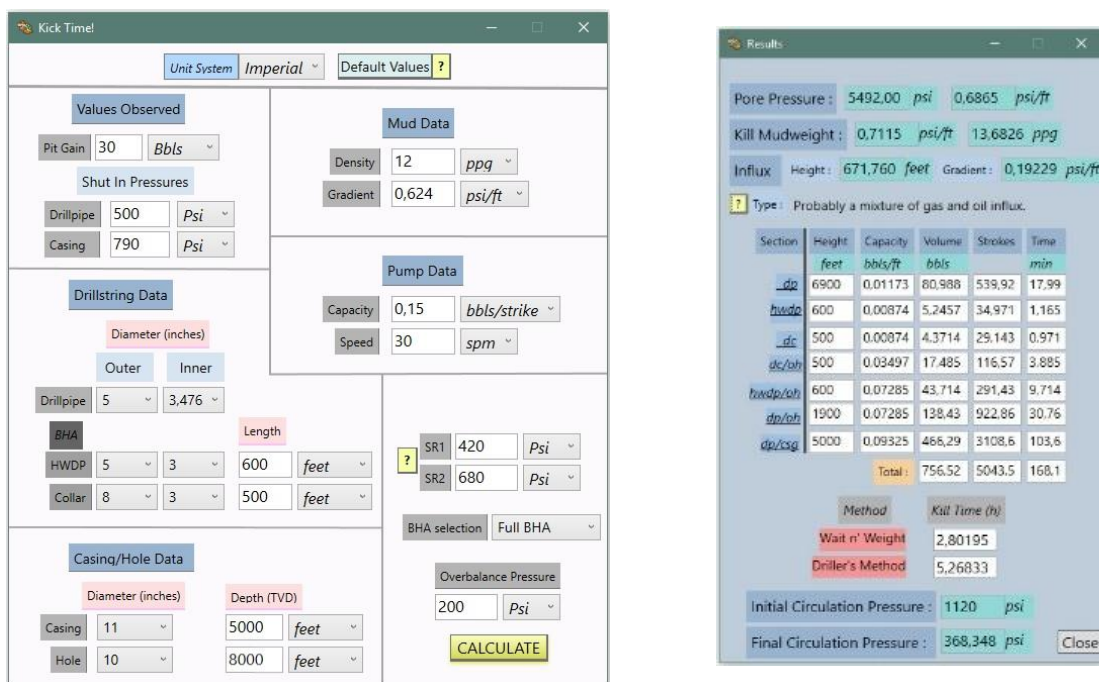 Kick Time!
Unit System Imperial Default Values ?
Values Observed
Pit Gain 30 Bbls
Shut In Pressures
Drillpipe 500 Psi
Casing 790 Psi
Mud Data
Density 12 ppg
Gradient 0,624 psi/ft
Drillstring Data
Diameter (inches)
Outer Inner
Drillpipe 5 3,476
BHA Length
HWDP 5 3 600 feet
Collar 8 3 500 feet
Pump Data
Capacity 0,15 bbls/strike
Speed 30 spm
? SR1 420 Psi
SR2 680 Psi
BHA selection Full BHA
Casing/Hole Data
Diameter (inches) Depth (TVD)
Casing 11 5000 feet
Hole 10 8000 feet
Overbalance Pressure
200 Psi
CALCULATE
Results
Pore Pressure : 5492,00 psi 0,6865 psi/ft
Kill Mudweight : 0,7115 psi/ft 13,6826 ppg
Influx Height : 671,760 feet Gradient : 0,19229 psi/ft
? Type : Probably a mixture of gas and oil influx.
Section Height Capacity Volume Strokes Time
feet bbls/ft bbls min
dp 6900 0,01173 80,988 539,92 17,99
hwdp 600 0,00874 5,2457 34,971 1,165
dc 500 0,00874 4,3714 29,143 0,971
dc/oh 500 0,03497 17,485 116,57 3,885
hwdp/oh 600 0,07285 43,714 291,43 9,714
dp/oh 1900 0,07285 138,43 922,86 30,76
dp/csg 5000 0,09325 466,29 3108,6 103,6
Total : 756,52 5043,5 168,1
Method Kill Time (h)
Wait n' Weight 2,80195
Driller's Method 5,26833
Initial Circulation Pressure : 1120 psi
Final Circulation Pressure : 368,348 psi
Close